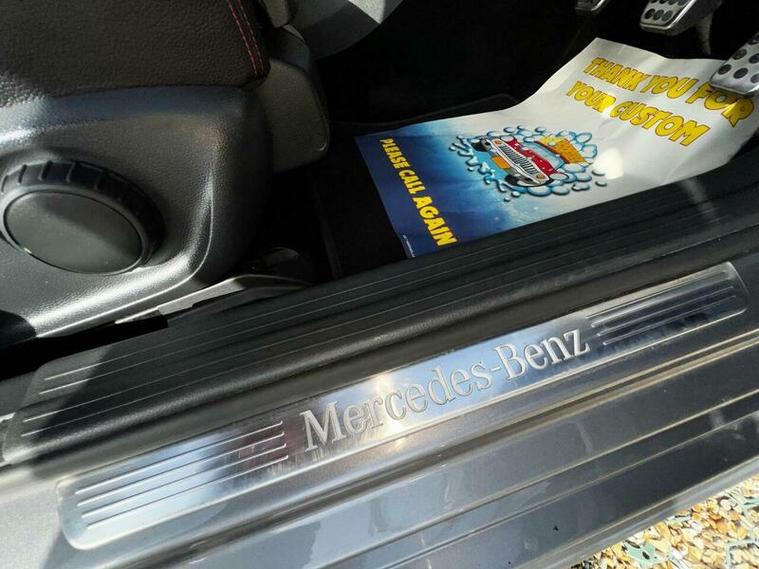 THANK YOU FOR
YOUR CUSTOM
PLEASE CALL AGAIN
Mercedes-Benz